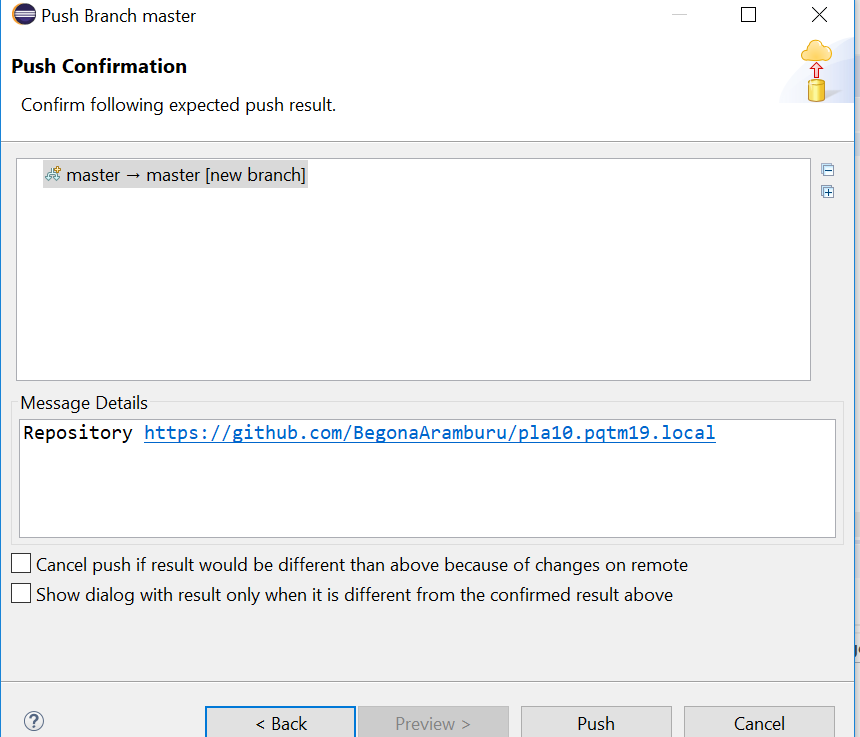 Push Branch master
Push Confirmation
Confirm following expected push result.
master → master [new branch]
Message Details
Repository https://github.com/BegonaAramburu/pla10.pqtm19.local
Cancel push if result would be different than above because of changes on remote
Show dialog with result only when it is different from the confirmed result above
? < Back Preview > Push Cancel